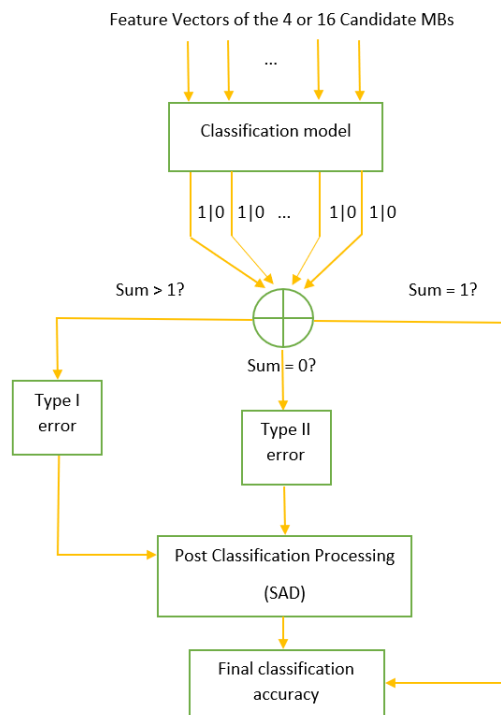 Feature Vectors of the 4 or 16 Candidate MBs
...
Classification model
1|0 1|0 ... 1|0 1|0
Sum > 1?
Sum = 1?
Sum = 0?
Type I
error
Type II
error
Post Classification Processing
(SAD)
Final classification
accuracy